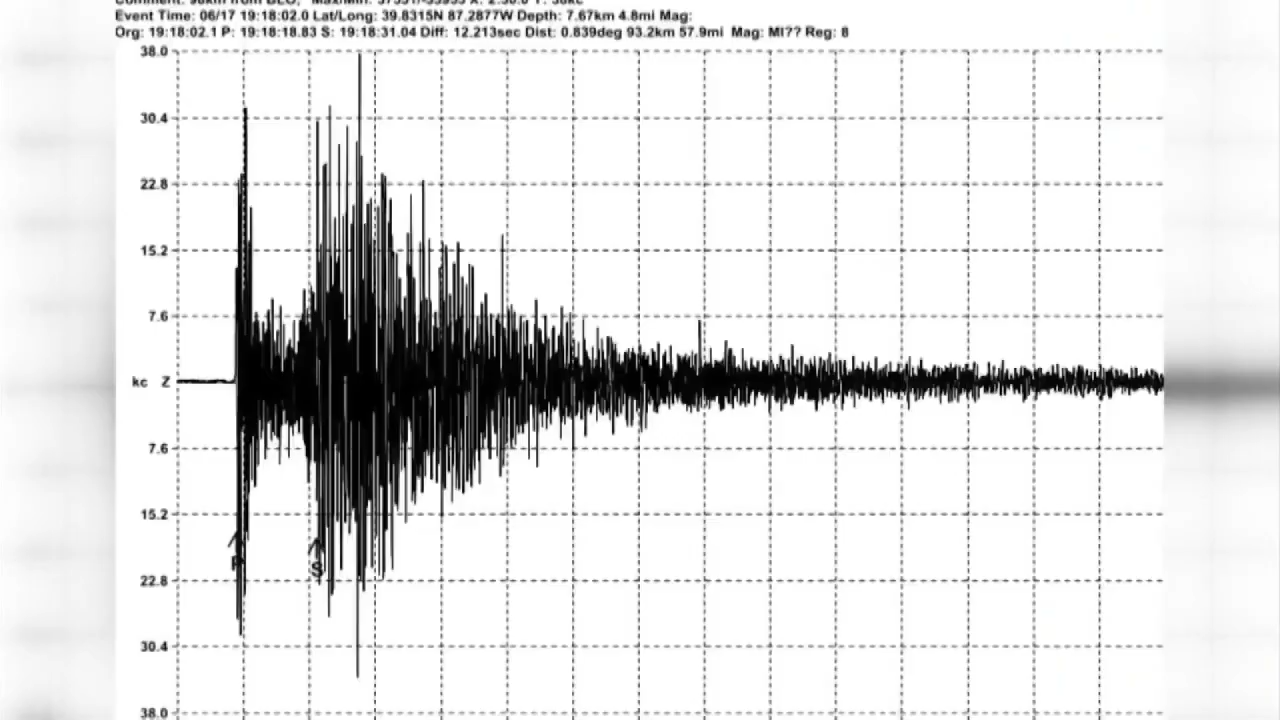 Event Time: 06/17 19:18:02.0 Lat/Long: 39.8315N 87.2877W Depth: 7.67km 4.8mi Mag:
Org: 19:18:02.1 P: 19:18:18.83 S: 19:18:31.04 Diff: 12.213sec Dist: 0.839deg 93.2km 57.9mi Mag: Ml?? Reg: 8
38.0
30.4
22.8
15.2
7.6
kc Z
7.6
15.2
P S
22.8
30.4
38.0